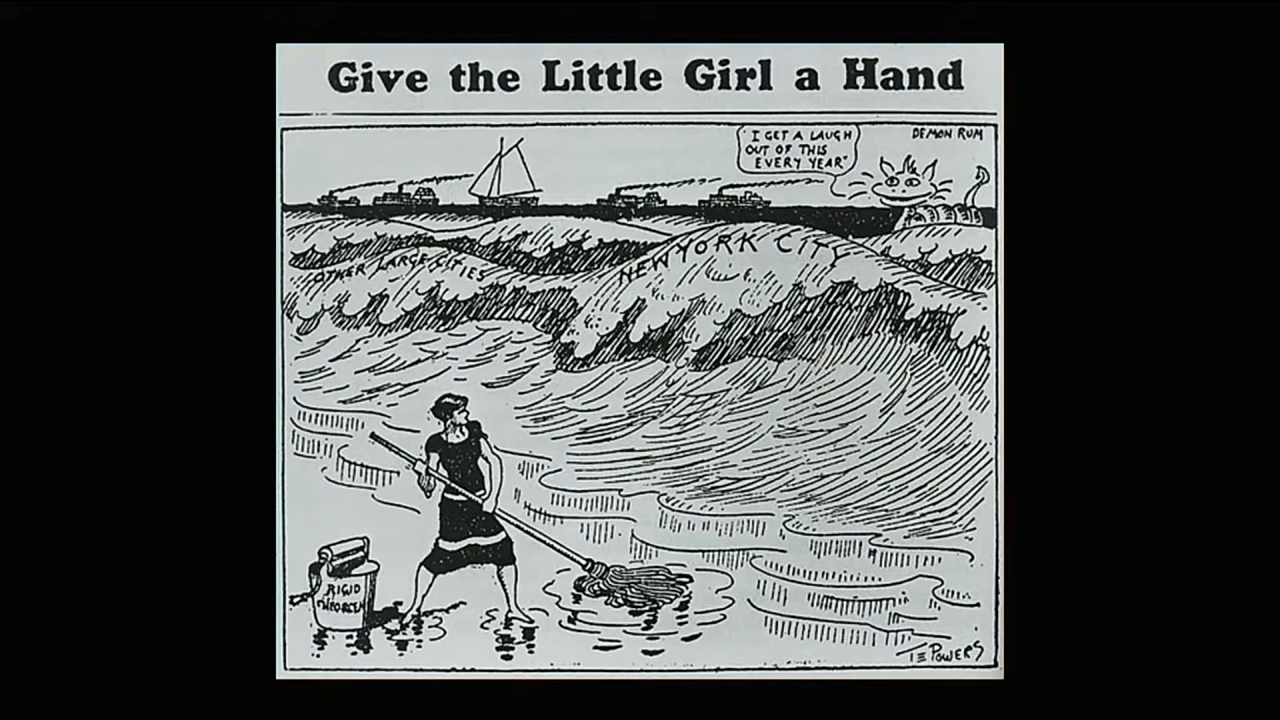 Give the Little Girl a Hand
"I GET A LAUGH
OUT OF THIS
EVERY YEAR"
DEMON RUM
NEW YORK CITY
OTHER LARGE CITIES
RIGID
TE POWERS